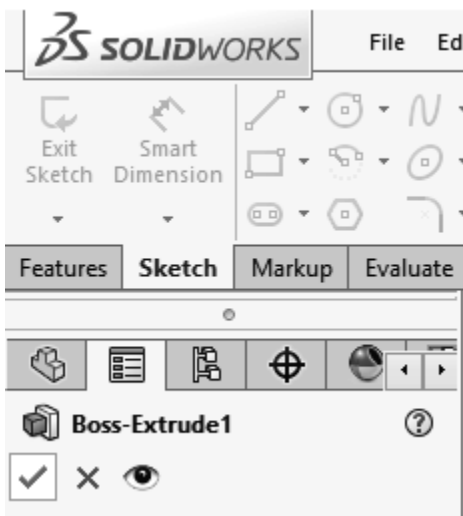 SOLIDWORKS File Ed
Exit Sketch Smart Dimension
Features Sketch Markup Evaluate
Boss-Extrude1